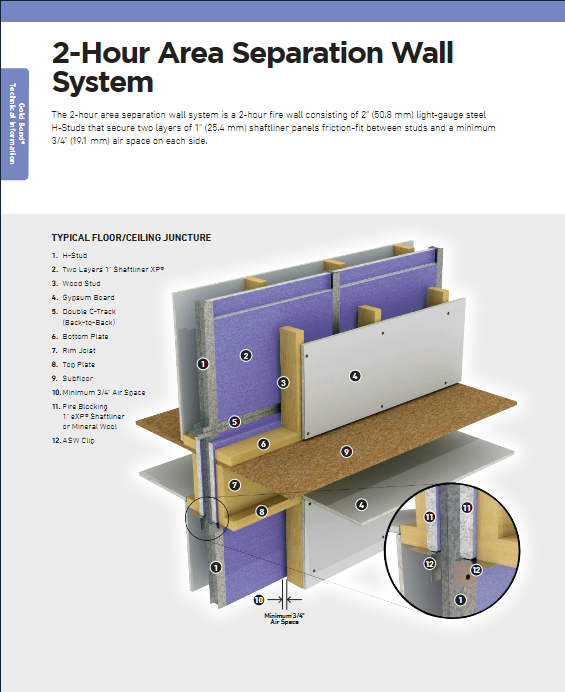 2-Hour Area Separation Wall
System
Gold Bond®
Technical Information
The 2-hour area separation wall system is a 2-hour fire wall consisting of 2" (50.8 mm) light-gauge steel
H-Studs that secure two layers of 1" (25.4 mm) shaftliner panels friction-fit between studs and a minimum
3/4" (19.1 mm) air space on each side.
TYPICAL FLOOR/CEILING JUNCTURE
1. H-Stud
2. Two Layers 1" Shaftliner XP®
3. Wood Stud
4. Gypsum Board
5. Double C-Track
(Back-to-Back)
6. Bottom Plate
7. Rim Joist
8. Top Plate
9. Subfloor
10. Minimum 3/4" Air Space
11. Fire Blocking
1" eXP® Shaftliner
or Mineral Wool
12. ASW Clip
1
2
3
4
5
6
9
7
8
4
11
11
12
12
1
1
10
Minimum 3/4"
Air Space